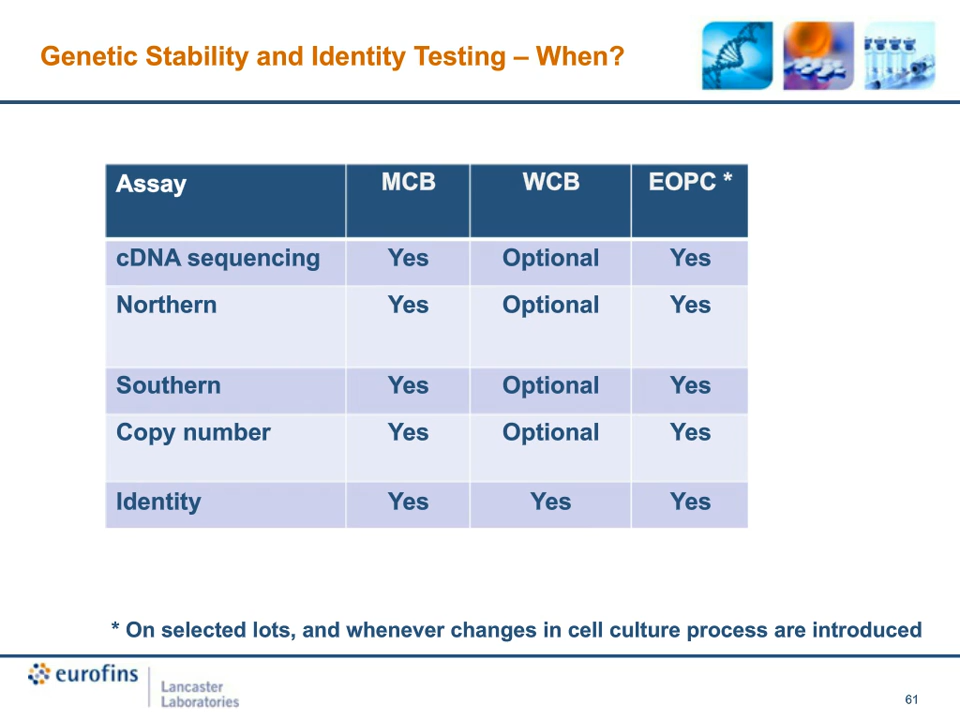 Genetic Stability and Identity Testing – When?
Assay MCB WCB EOPC *
cDNA sequencing Yes Optional Yes
Northern Yes Optional Yes
Southern Yes Optional Yes
Copy number Yes Optional Yes
Identity Yes Yes Yes
* On selected lots, and whenever changes in cell culture process are introduced
eurofins
Lancaster
Laboratories
61